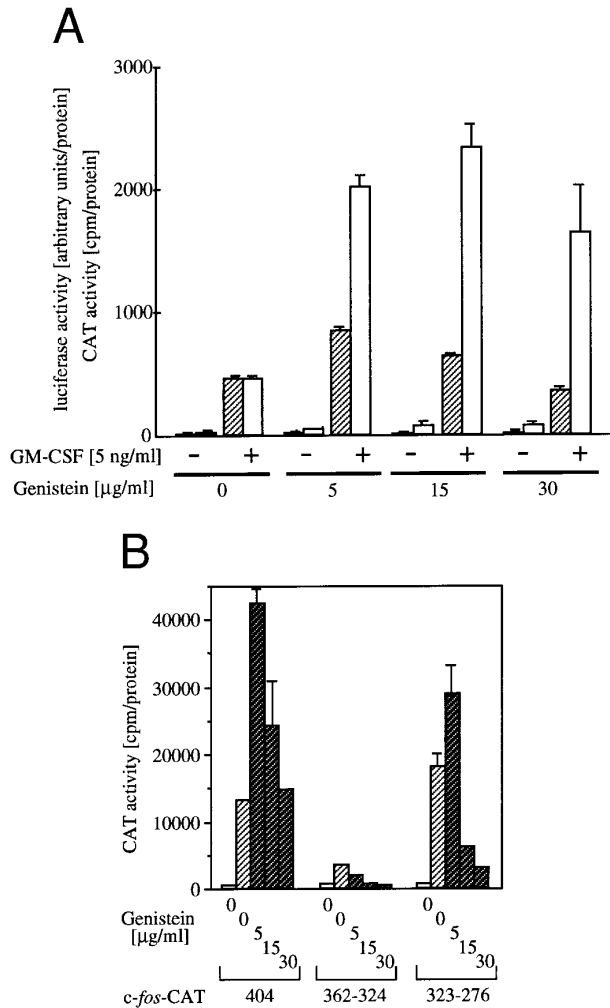 A
luciferase activity [arbitrary units/protein]
CAT activity [cpm/protein]
3000
2000
1000
0
GM-CSF [5 ng/ml] - + - + - + - +
Genistein [µg/ml] 0 5 15 30
B
CAT activity [cpm/protein]
40000
30000
20000
10000
0
Genistein [µg/ml] 0 0 5 15 30 0 0 5 15 30 0 0 5 15 30
c-fos-CAT 404 362-324 323-276